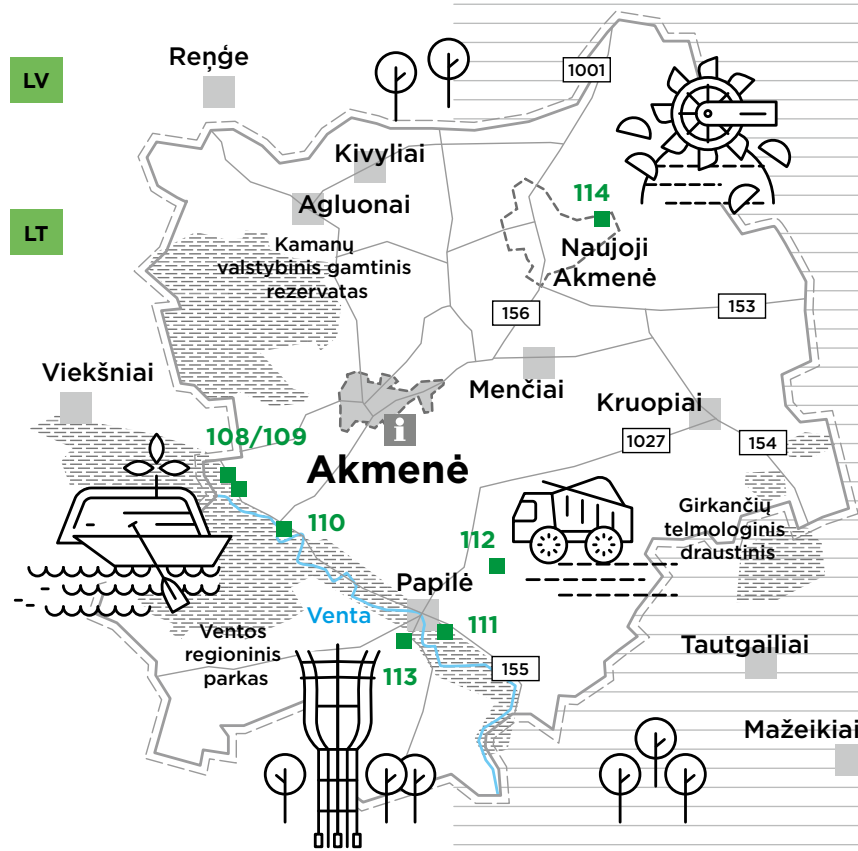 LV
Reņģe
1001
Kivyliai
Agluonai
114
LT
Kamanų
valstybinis gamtinis
rezervatas
Naujoji
Akmenė
156
153
Viekšniai
Menčiai
Kruopiai
108/109
i
1027
154
Akmenė
110
Girkančių
telmologinis
draustinis
112
Papilė
Venta
111
Ventos
regioninis
parkas
113
155
Tautgailiai
Mažeikiai